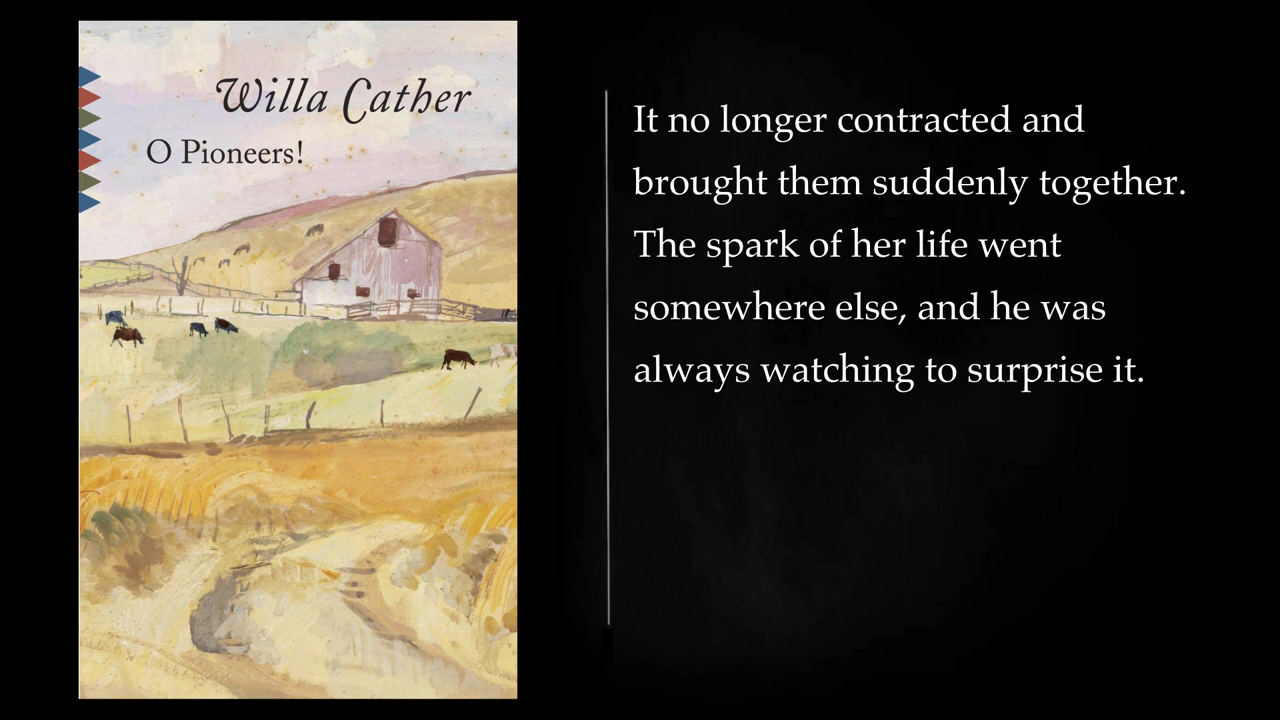 Willa Cather
O Pioneers!
It no longer contracted and
brought them suddenly together.
The spark of her life went
somewhere else, and he was
always watching to surprise it.